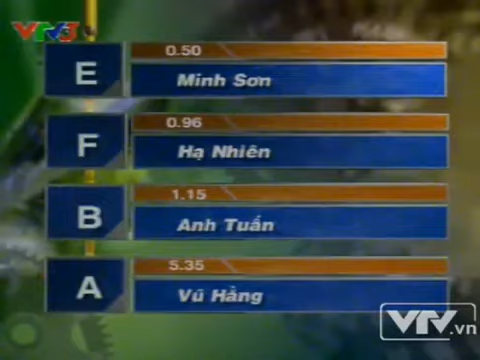 VTV3
0.50
E
Minh Sơn
0.96
F
Hạ Nhiên
1.15
B
Anh Tuấn
5.35
A
Vũ Hằng
VTV.vn